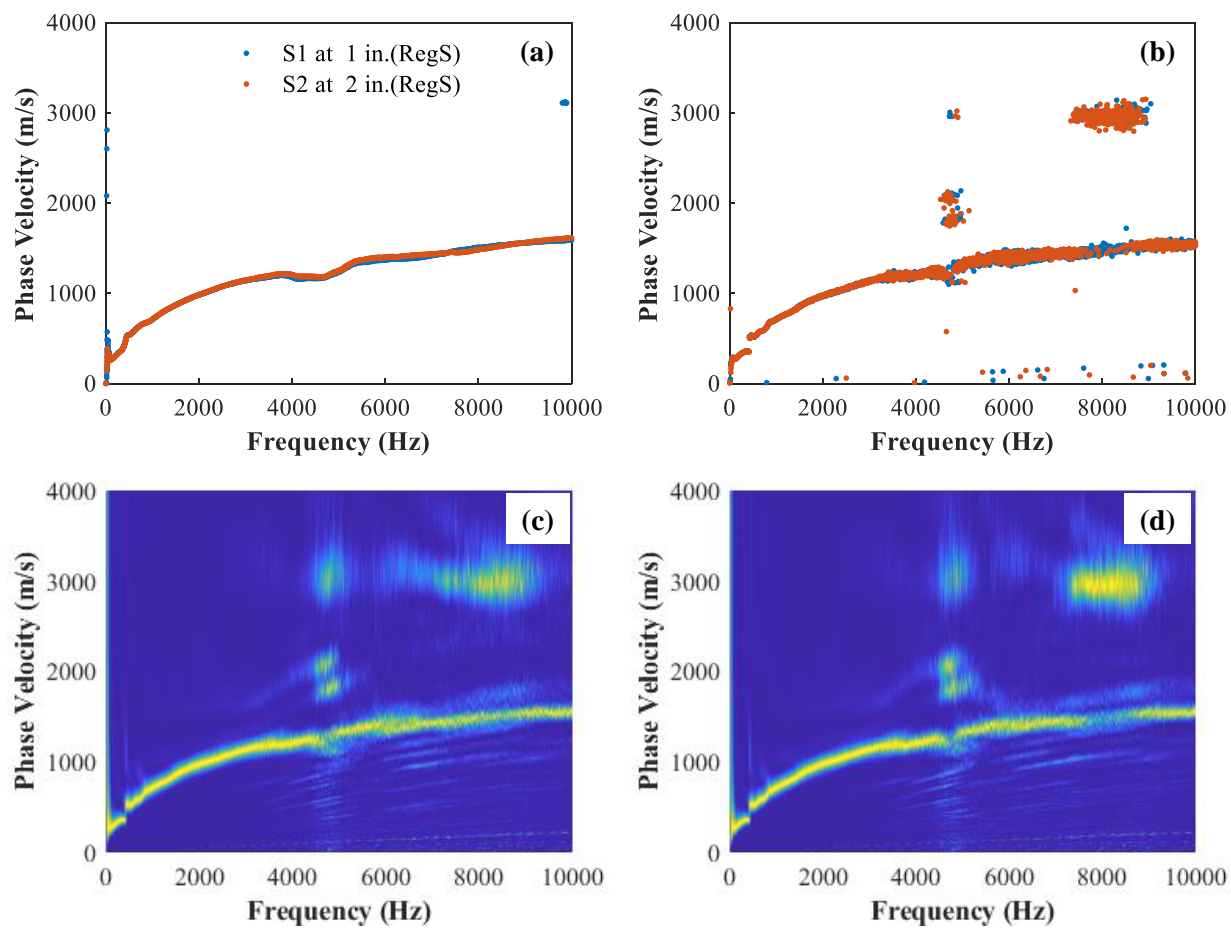 4000
3000
2000
1000
0
Phase Velocity (m/s)
S1 at 1 in.(RegS)
S2 at 2 in.(RegS)
(a)
0 2000 4000 6000 8000 10000
Frequency (Hz)
4000
3000
2000
1000
0
Phase Velocity (m/s)
(b)
0 2000 4000 6000 8000 10000
Frequency (Hz)
4000
3000
2000
1000
0
Phase Velocity (m/s)
(c)
0 2000 4000 6000 8000 10000
Frequency (Hz)
4000
3000
2000
1000
0
Phase Velocity (m/s)
(d)
0 2000 4000 6000 8000 10000
Frequency (Hz)